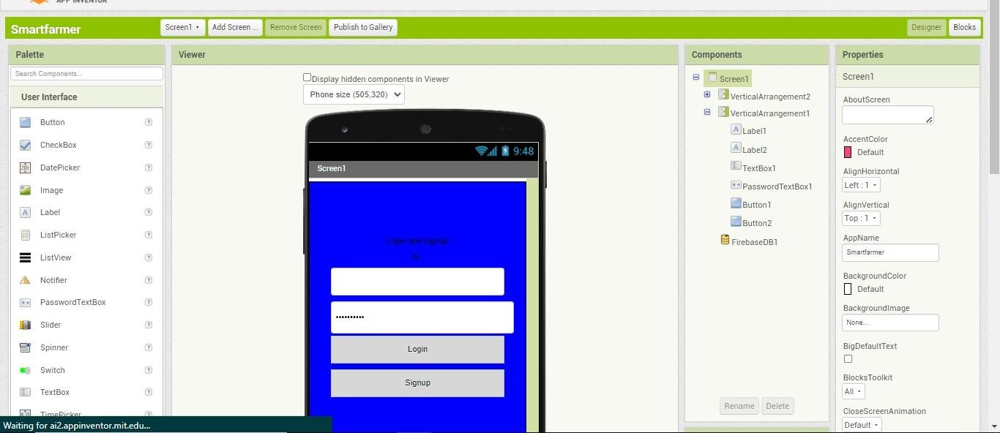 APP INVENTOR
Smartfarmer
Screen1
Add Screen ...
Remove Screen
Publish to Gallery
Designer
Blocks
Palette
Search Components...
User Interface
Button
CheckBox
DatePicker
Image
Label
ListPicker
ListView
Notifier
PasswordTextBox
Slider
Spinner
Switch
TextBox
TimePicker
Waiting for ai2.appinventor.mit.edu...
Viewer
Display hidden components in Viewer
Phone size (505,320)
9:48
Screen1
Login and signup
hi
••••••••••
Login
Signup
Components
Screen1
VerticalArrangement2
VerticalArrangement1
Label1
Label2
TextBox1
PasswordTextBox1
Button1
Button2
FirebaseDB1
Rename
Delete
Properties
Screen1
AboutScreen
AccentColor
Default
AlignHorizontal
Left : 1
AlignVertical
Top : 1
AppName
Smartfarmer
BackgroundColor
Default
BackgroundImage
None...
BigDefaultText
BlocksToolkit
All
CloseScreenAnimation
Default